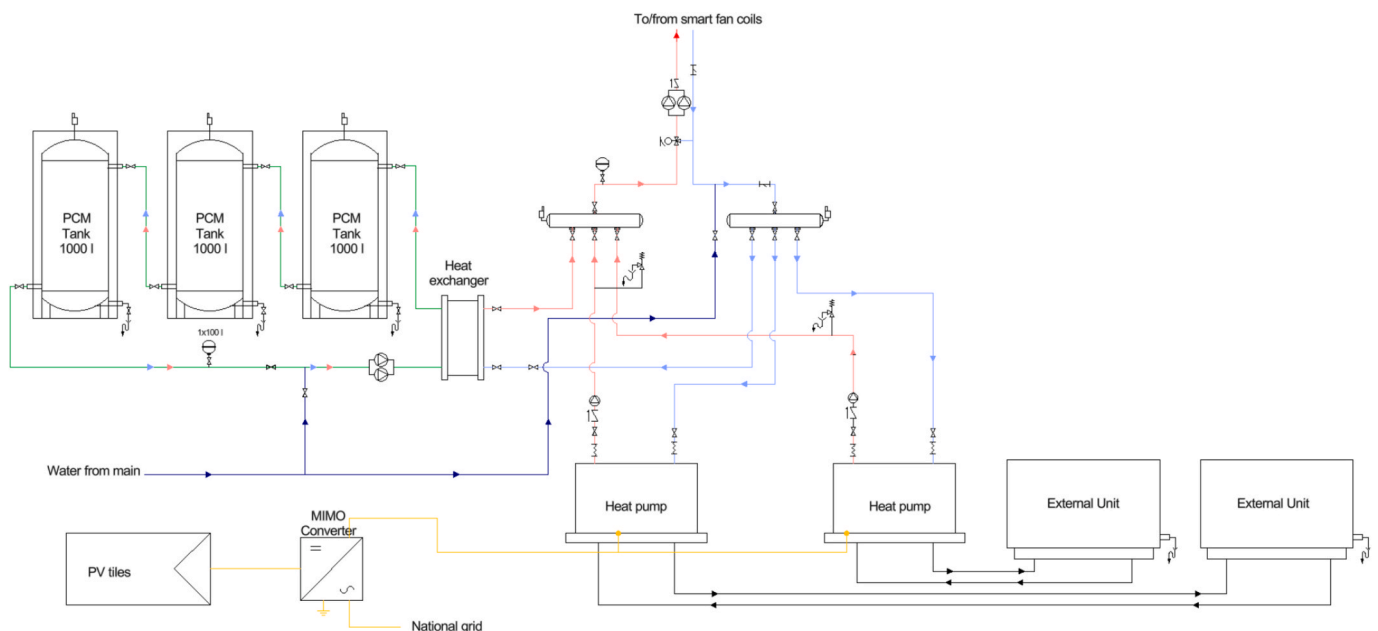 To/from smart fan coils
PCM
Tank
1000 l
PCM
Tank
1000 l
PCM
Tank
1000 l
Heat
exchanger
1x100 l
Water from main
Heat pump
Heat pump
External Unit
External Unit
MIMO
Converter
PV tiles
National grid